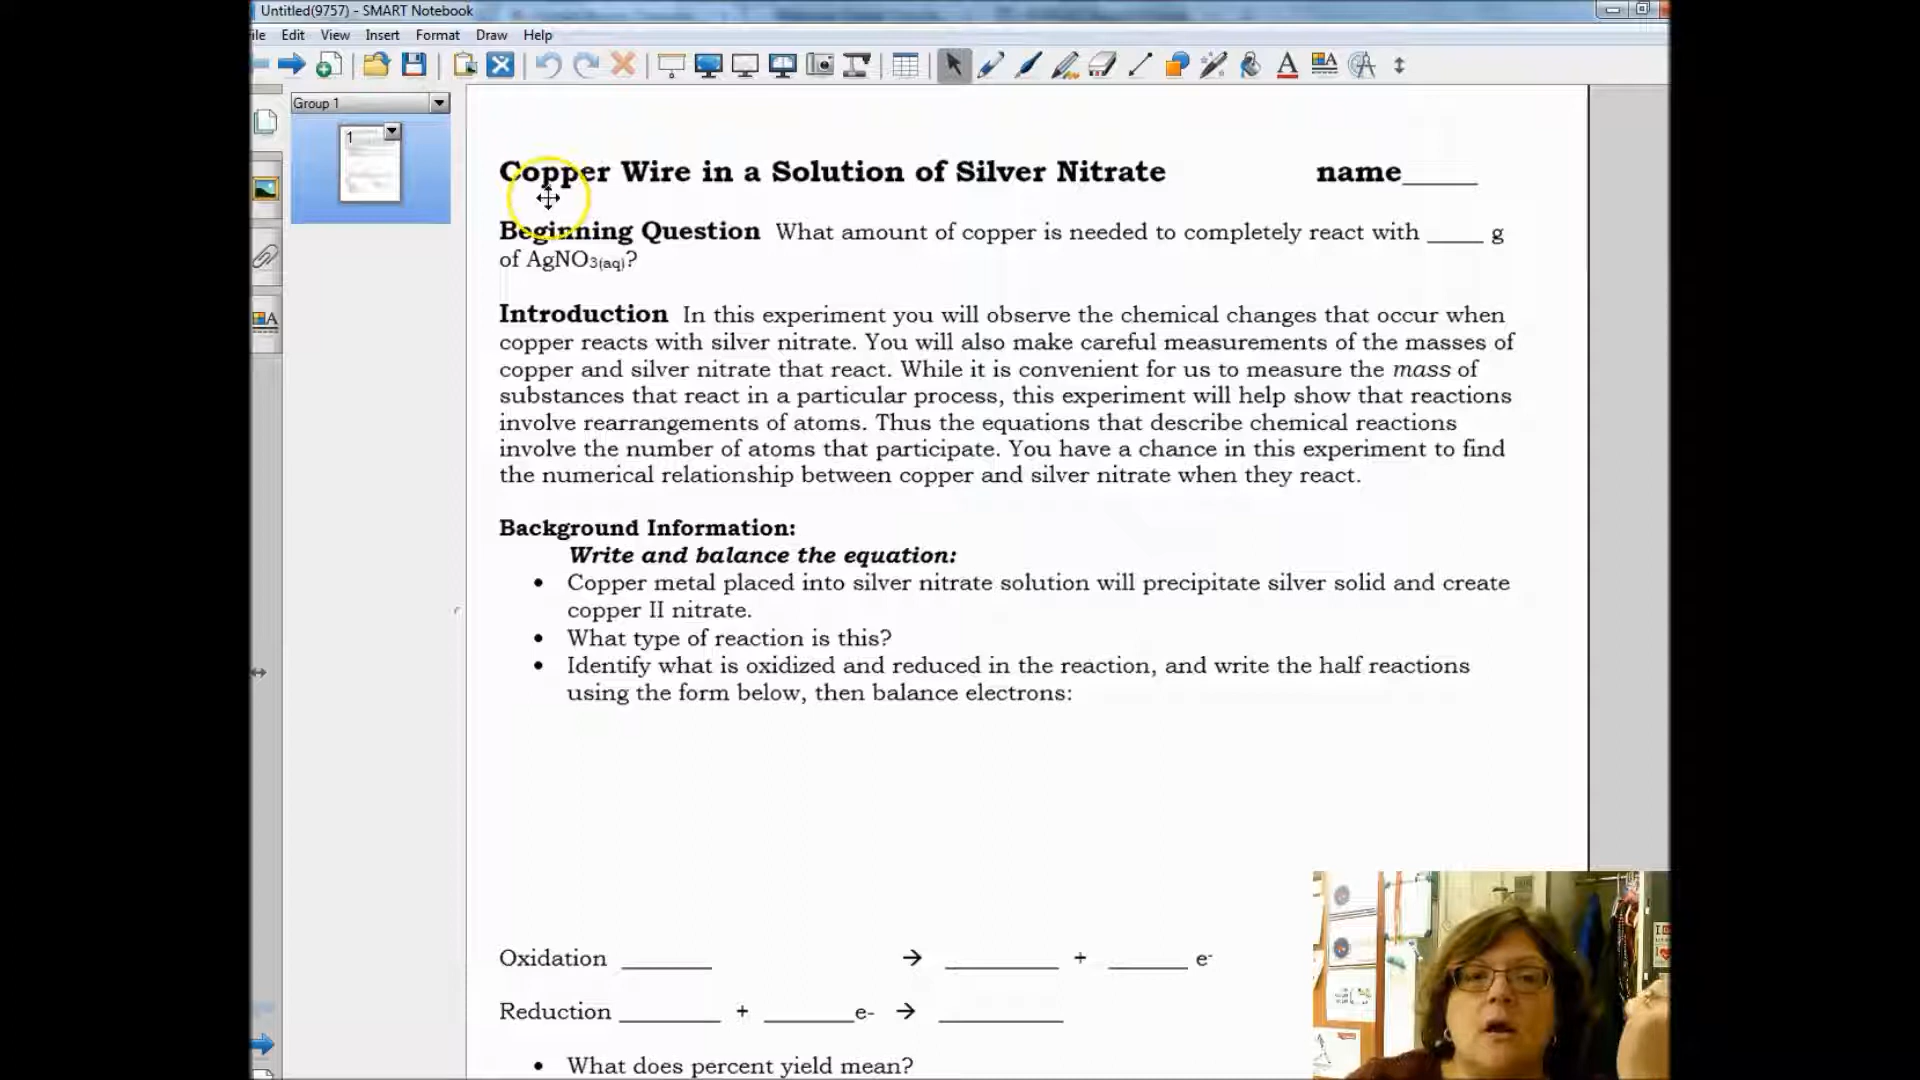 Untitled(9757) - SMART Notebook
ile Edit View Insert Format Draw Help
Group 1
1
Copper Wire in a Solution of Silver Nitrate name_____
Beginning Question What amount of copper is needed to completely react with _____ g
of AgNO3(aq)?
Introduction In this experiment you will observe the chemical changes that occur when
copper reacts with silver nitrate. You will also make careful measurements of the masses of
copper and silver nitrate that react. While it is convenient for us to measure the mass of
substances that react in a particular process, this experiment will help show that reactions
involve rearrangements of atoms. Thus the equations that describe chemical reactions
involve the number of atoms that participate. You have a chance in this experiment to find
the numerical relationship between copper and silver nitrate when they react.
Background Information:
Write and balance the equation:
• Copper metal placed into silver nitrate solution will precipitate silver solid and create
copper II nitrate.
• What type of reaction is this?
• Identify what is oxidized and reduced in the reaction, and write the half reactions
using the form below, then balance electrons:
Oxidation ________ → __________ + _______ e-
Reduction _________ + ________e- → ___________
• What does percent yield mean?